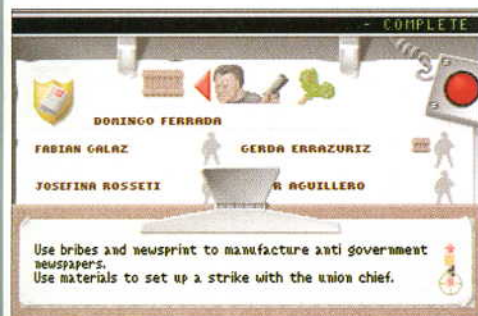 - COMPLETE
DOMINGO FERRADA
FABIAN GALAZ GERDA ERRAZURIZ
JOSEFINA ROSSETI R AGUILLERO
Use bribes and newsprint to manufacture anti government
newspapers.
Use materials to set up a strike with the union chief.